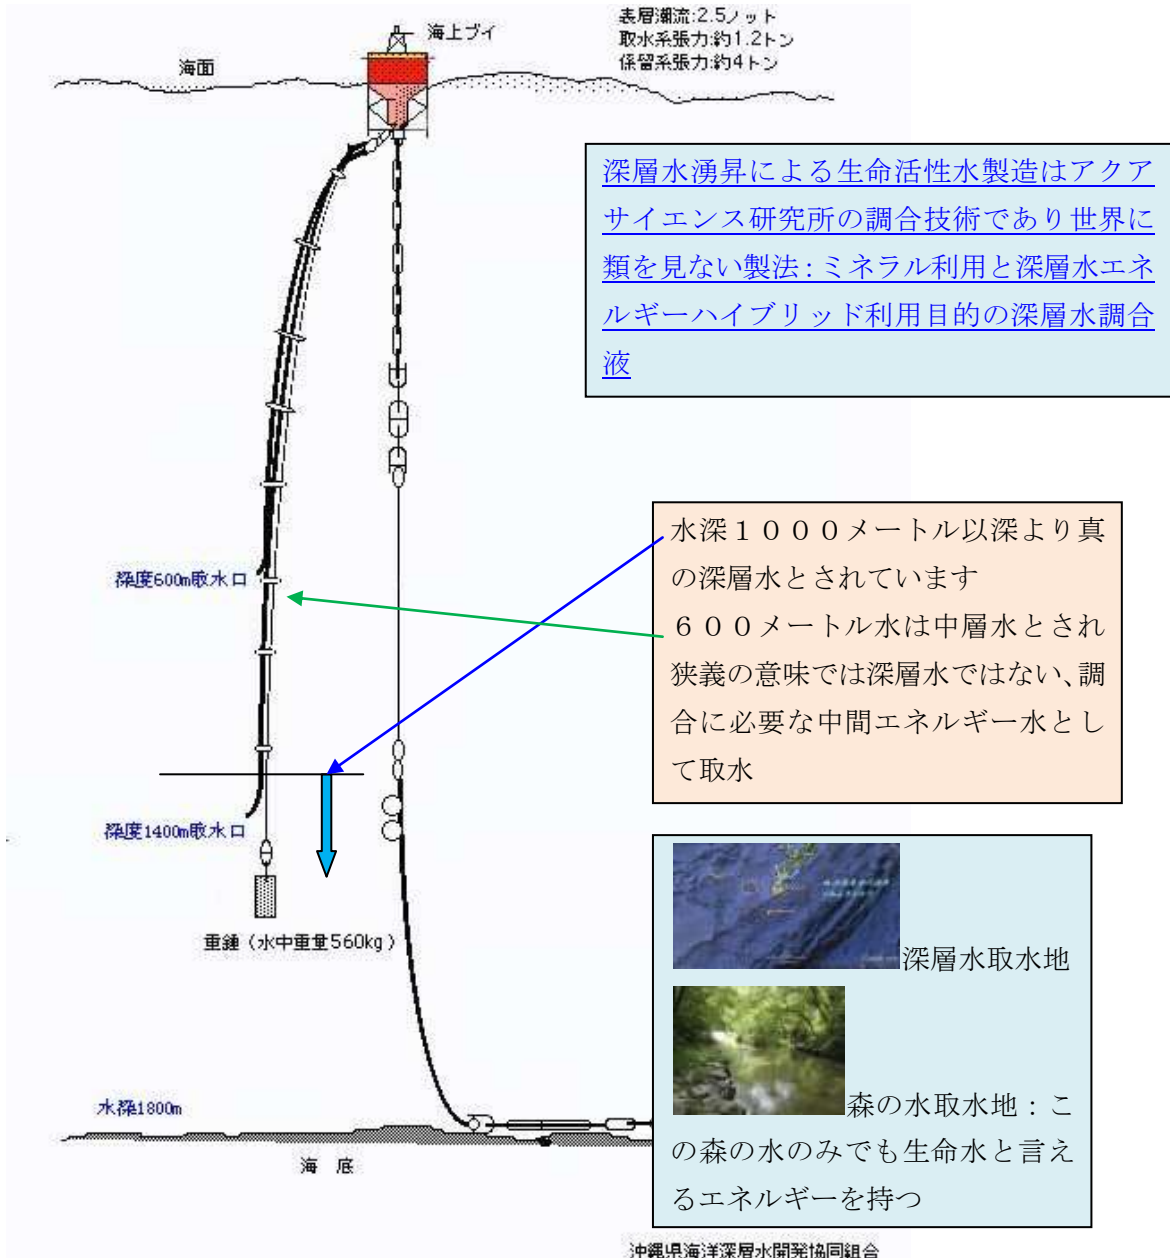 表層潮流:2.5ノット
取水系張力:約1.2トン
係留系張力:約4トン
海上ブイ
海面
深層水湧昇による生命活性水製造はアクア
サイエンス研究所の調合技術であり世界に
類を見ない製法：ミネラル利用と深層水エネ
ルギーハイブリッド利用目的の深層水調合
液
水深１０００メートル以深より真
の深層水とされています
６００メートル水は中層水とされ
狭義の意味では深層水ではない、調
合に必要な中間エネルギー水とし
て取水
深度600m取水口
深度1400m取水口
重錘（水中重量560kg）
深層水取水地
森の水取水地：こ
の森の水のみでも生命水と言え
るエネルギーを持つ
水深1800m
海 底
沖縄県海洋深層水開発協同組合